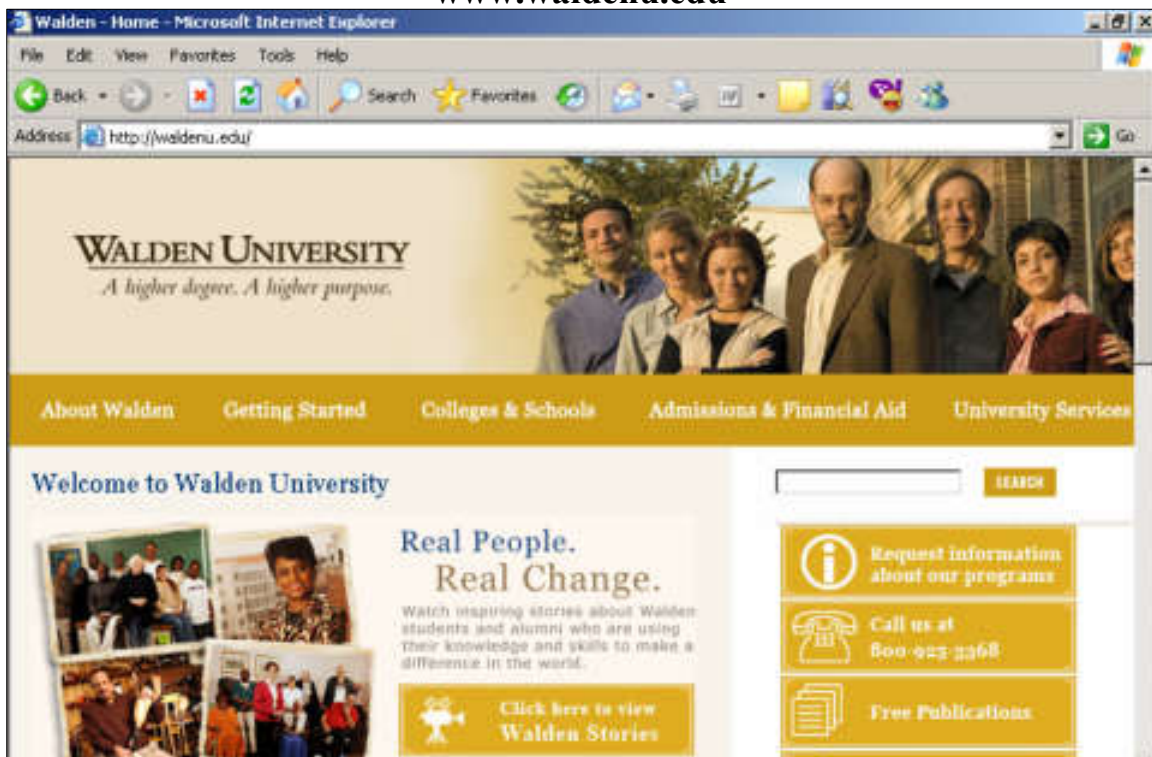 www.waldenu.edu
Walden - Home - Microsoft Internet Explorer
File Edit View Favorites Tools Help
Back Search Favorites
Address http://waldenu.edu/ Go
WALDEN UNIVERSITY
A higher degree. A higher purpose.
About Walden Getting Started Colleges & Schools Admissions & Financial Aid University Services
Welcome to Walden University
SEARCH
Real People.
Real Change.
Watch inspiring stories about Walden
students and alumni who are using
their knowledge and skills to make a
difference in the world.
Click here to view
Walden Stories
Request information
about our programs
Call us at
800-925-3368
Free Publications